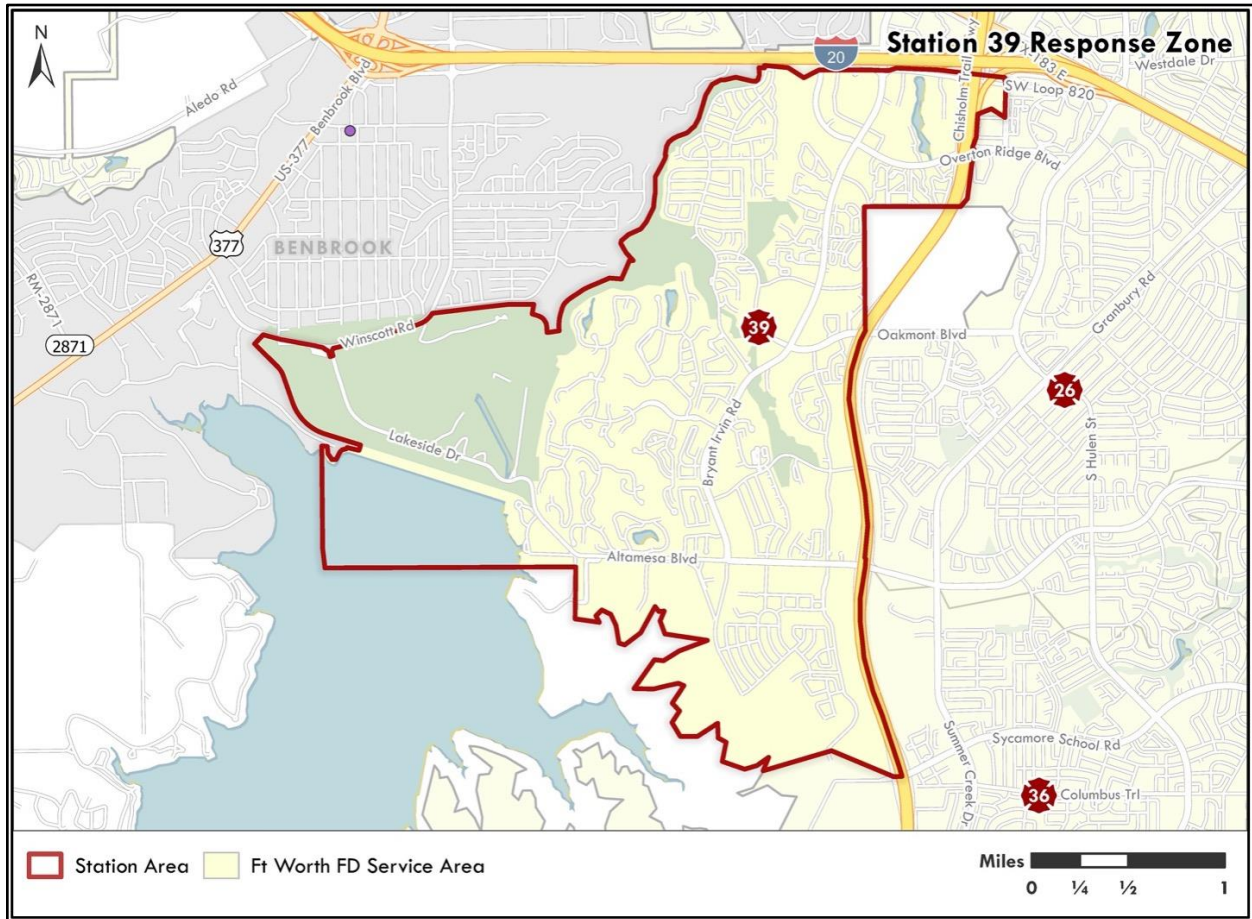 N
Station 39 Response Zone
20
Westdale Dr
183 E
SW Loop 820
Chisholm Trail
Aledo Rd
US-377 Benbrook Blvd
Overton Ridge Blvd
BENBROOK
377
RM-2871
2871
Winscott Rd
39
Oakmont Blvd
Granbury Rd
26
Lakeside Dr
Bryant Irvin Rd
S Hulen St
Altamesa Blvd
Summer Creek Dr
Sycamore School Rd
36
Columbus Trl
Station Area
Ft Worth FD Service Area
Miles
0 ¼ ½ 1